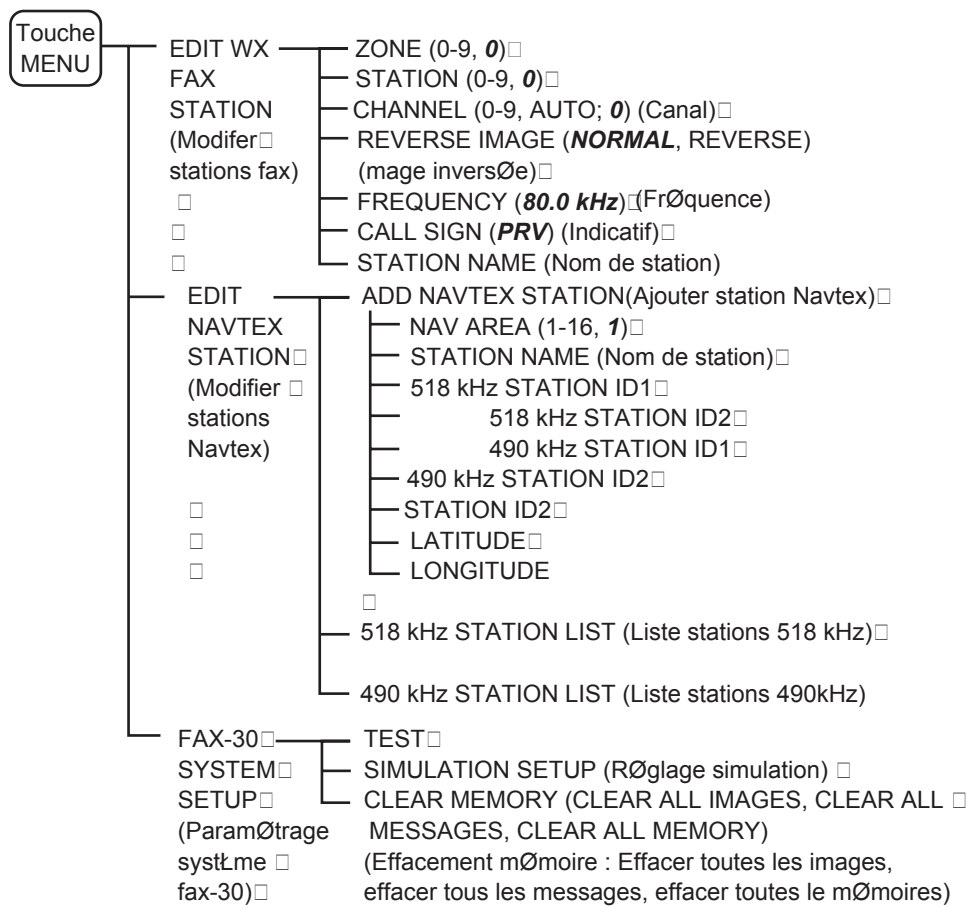 Touche
MENU
EDIT WX
FAX
STATION
(Modifer□
stations fax)
□
□
□
ZONE (0-9, 0)□
STATION (0-9, 0)□
CHANNEL (0-9, AUTO; 0) (Canal)□
REVERSE IMAGE (NORMAL, REVERSE)
(mage inversØe)□
FREQUENCY (80.0 kHz)□(FrØquence)
CALL SIGN (PRV) (Indicatif)□
STATION NAME (Nom de station)
EDIT
NAVTEX
STATION□
(Modifier □
stations
Navtex)
□
□
□
ADD NAVTEX STATION(Ajouter station Navtex)□
NAV AREA (1-16, 1)□
STATION NAME (Nom de station)□
518 kHz STATION ID1□
518 kHz STATION ID2□
490 kHz STATION ID1□
490 kHz STATION ID2□
STATION ID2□
LATITUDE□
LONGITUDE
□
518 kHz STATION LIST (Liste stations 518 kHz)□
490 kHz STATION LIST (Liste stations 490kHz)
FAX-30□
SYSTEM□
SETUP□
(ParamØtrage
systŁme □
fax-30)□
TEST□
SIMULATION SETUP (RØglage simulation) □
CLEAR MEMORY (CLEAR ALL IMAGES, CLEAR ALL □
MESSAGES, CLEAR ALL MEMORY)
(Effacement mØmoire : Effacer toutes les images,
effacer tous les messages, effacer toutes le mØmoires)